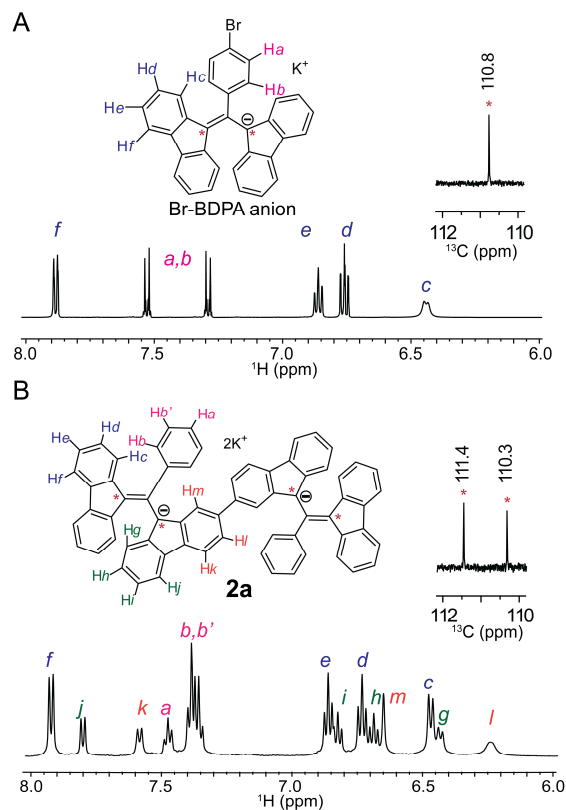 A
Br
Ha
Hb
K+
Hd
Hc
He
Hf
*
*
Br-BDPA anion
110.8
*
112
110
13C (ppm)
f
a,b
e
d
c
8.0
7.5
7.0
6.5
6.0
1H (ppm)
B
Hb’
Ha
Hd
He
Hb
Hc
2K+
Hf
Hm
*
*
*
*
Hg
Hl
Hk
Hh
Hj
Hi
2a
111.4
110.3
*
*
112
110
13C (ppm)
f
j
k
a
b,b’
e
i
d
h
m
c
g
l
8.0
7.5
7.0
6.5
6.0
1H (ppm)